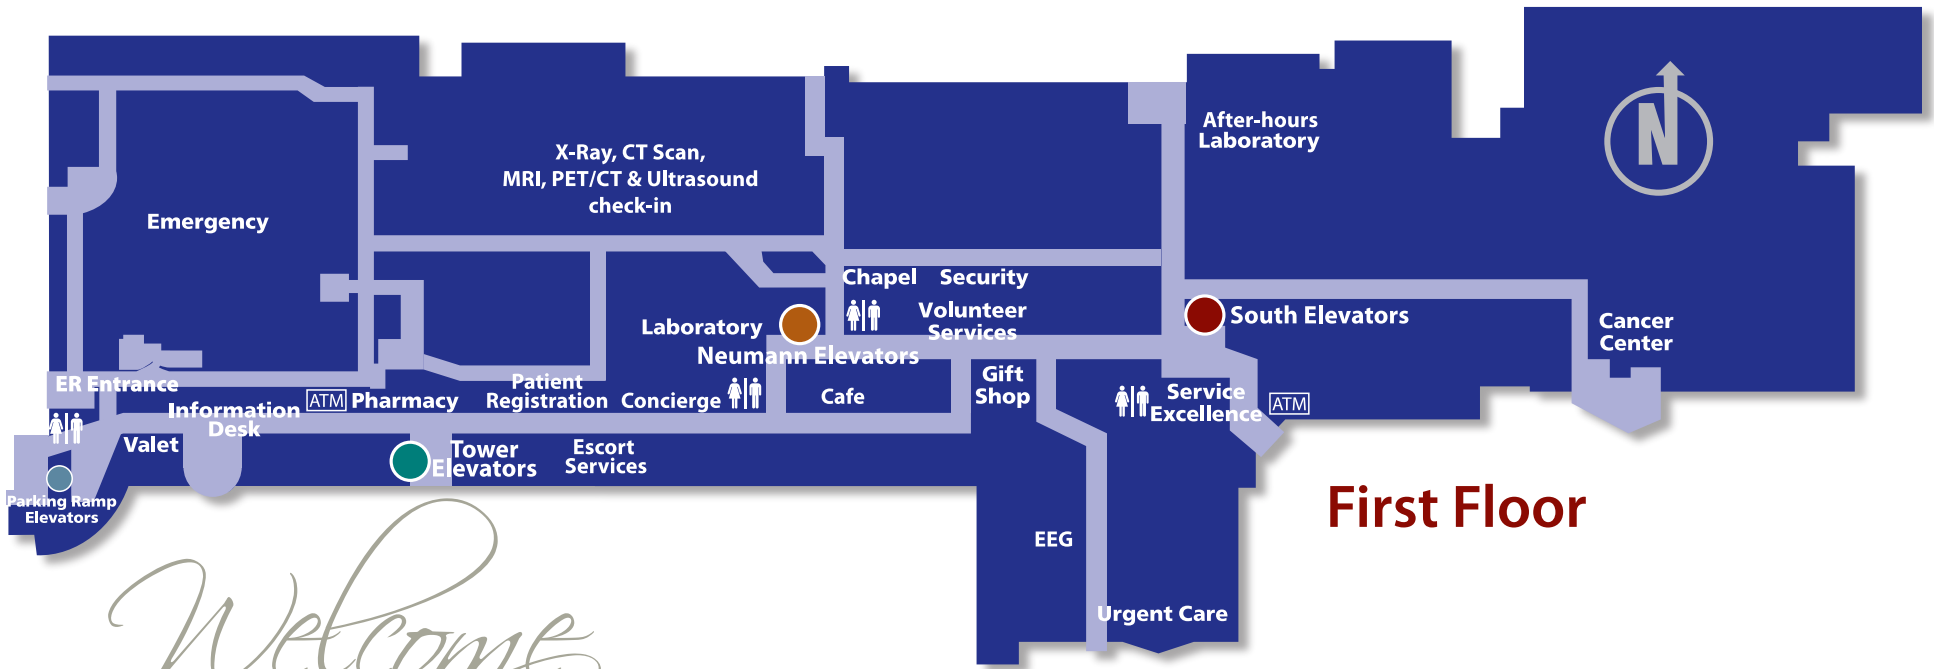 After-hours
Laboratory
N
X-Ray, CT Scan,
MRI, PET/CT & Ultrasound
check-in
Emergency
Chapel
Security
Volunteer
Services
South Elevators
Cancer
Center
Laboratory
Neumann Elevators
ER Entrance
Information
Desk
ATM
Pharmacy
Patient
Registration
Concierge
Cafe
Gift
Shop
Service
Excellence
ATM
Valet
Tower
Elevators
Escort
Services
Parking Ramp
Elevators
First Floor
EEG
Urgent Care
Welcome